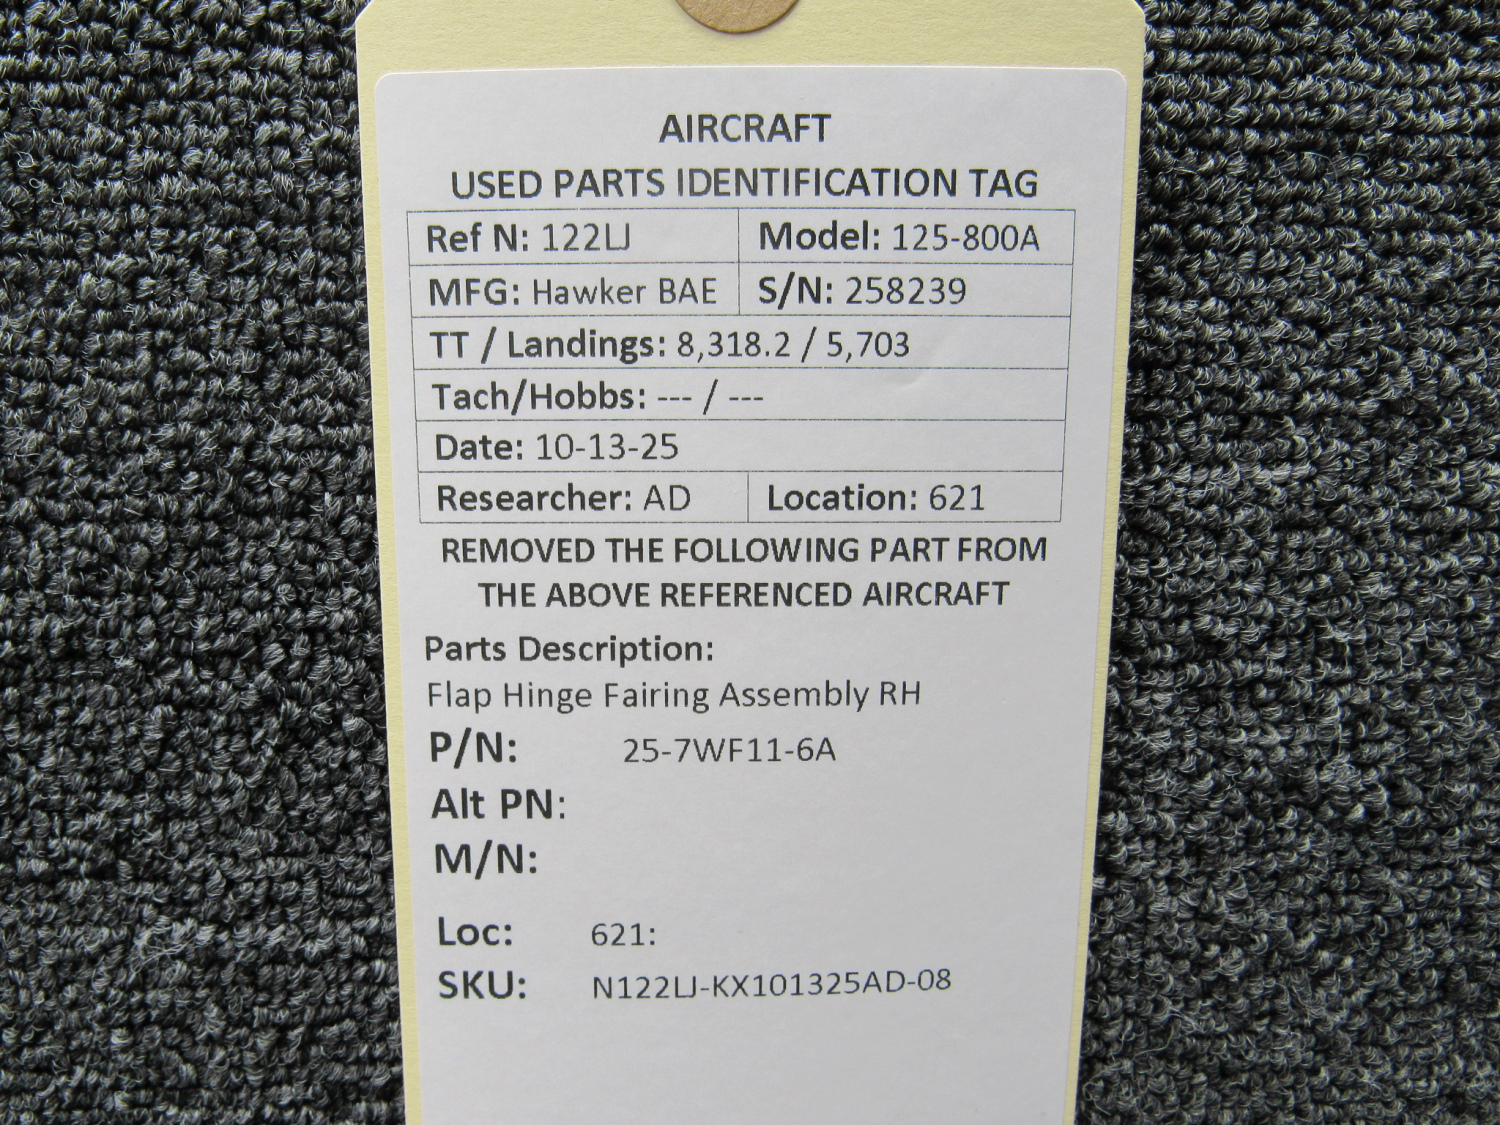 AIRCRAFT
USED PARTS IDENTIFICATION TAG
Ref N: 122LJ Model: 125-800A
MFG: Hawker BAE S/N: 258239
TT / Landings: 8,318.2 / 5,703
Tach/Hobbs: --- / ---
Date: 10-13-25
Researcher: AD Location: 621
REMOVED THE FOLLOWING PART FROM
THE ABOVE REFERENCED AIRCRAFT
Parts Description:
Flap Hinge Fairing Assembly RH
P/N: 25-7WF11-6A
Alt PN:
M/N:
Loc: 621:
SKU: N122LJ-KX101325AD-08